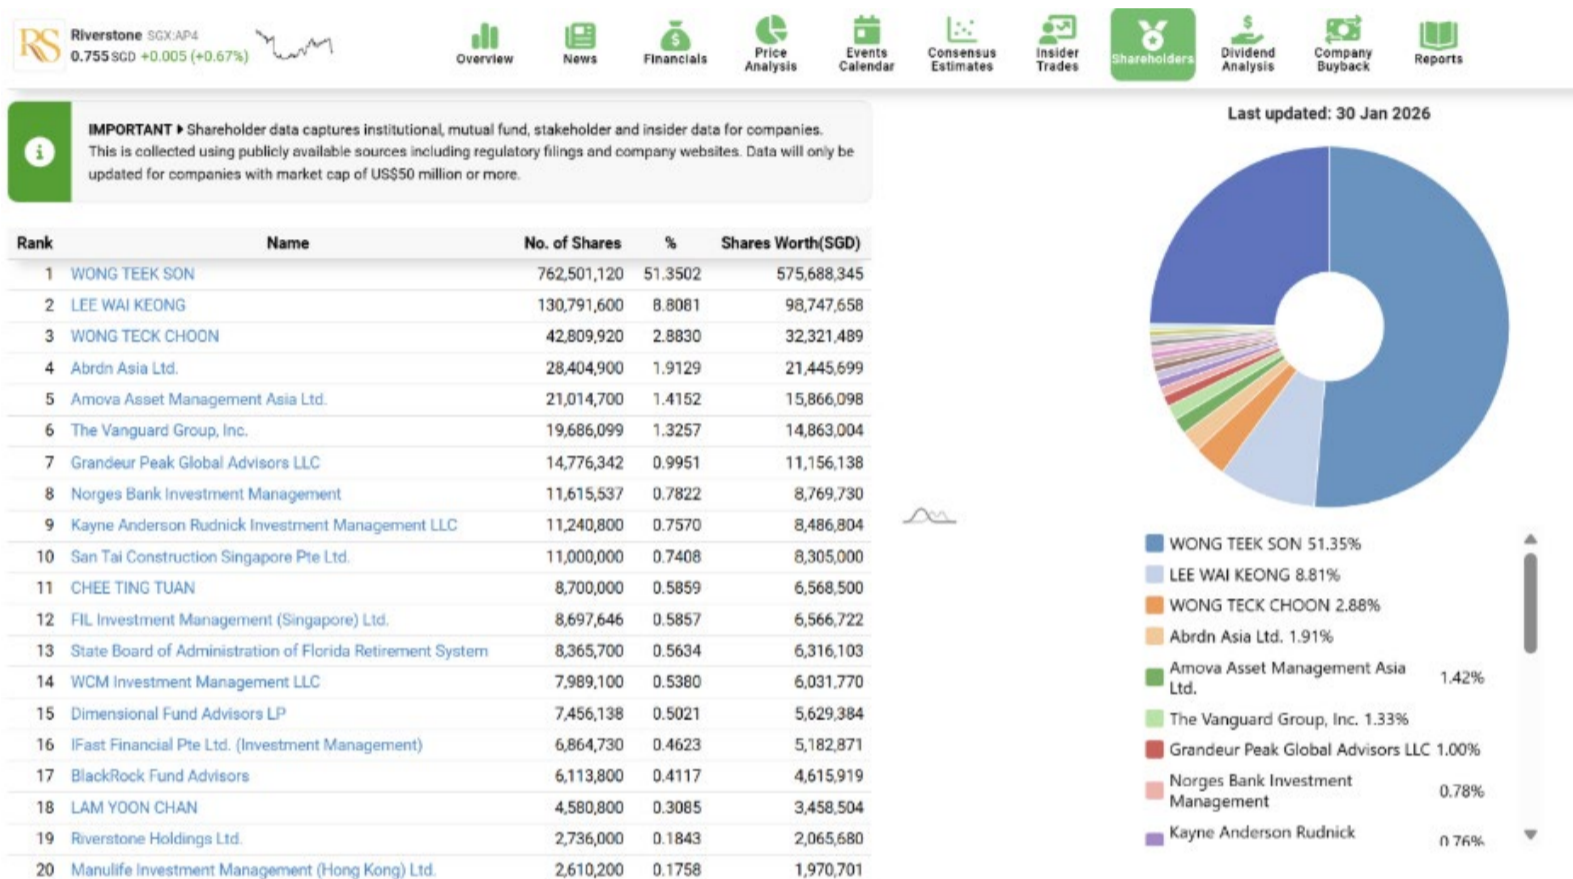 RS
Riverstone SGX:AP4
0.755 SGD +0.005 (+0.67%)
Overview
News
Financials
Price
Analysis
Events
Calendar
Consensus
Estimates
Insider
Trades
Shareholders
Dividend
Analysis
Company
Buyback
Reports
IMPORTANT ▸ Shareholder data captures institutional, mutual fund, stakeholder and insider data for companies.
This is collected using publicly available sources including regulatory filings and company websites. Data will only be
updated for companies with market cap of US$50 million or more.
Rank Name No. of Shares % Shares Worth(SGD)
1 WONG TEEK SON 762,501,120 51.3502 575,688,345
2 LEE WAI KEONG 130,791,600 8.8081 98,747,658
3 WONG TECK CHOON 42,809,920 2.8830 32,321,489
4 Abrdn Asia Ltd. 28,404,900 1.9129 21,445,699
5 Amova Asset Management Asia Ltd. 21,014,700 1.4152 15,866,098
6 The Vanguard Group, Inc. 19,686,099 1.3257 14,863,004
7 Grandeur Peak Global Advisors LLC 14,776,342 0.9951 11,156,138
8 Norges Bank Investment Management 11,615,537 0.7822 8,769,730
9 Kayne Anderson Rudnick Investment Management LLC 11,240,800 0.7570 8,486,804
10 San Tai Construction Singapore Pte Ltd. 11,000,000 0.7408 8,305,000
11 CHEE TING TUAN 8,700,000 0.5859 6,568,500
12 FIL Investment Management (Singapore) Ltd. 8,697,646 0.5857 6,566,722
13 State Board of Administration of Florida Retirement System 8,365,700 0.5634 6,316,103
14 WCM Investment Management LLC 7,989,100 0.5380 6,031,770
15 Dimensional Fund Advisors LP 7,456,138 0.5021 5,629,384
16 IFast Financial Pte Ltd. (Investment Management) 6,864,730 0.4623 5,182,871
17 BlackRock Fund Advisors 6,113,800 0.4117 4,615,919
18 LAM YOON CHAN 4,580,800 0.3085 3,458,504
19 Riverstone Holdings Ltd. 2,736,000 0.1843 2,065,680
20 Manulife Investment Management (Hong Kong) Ltd. 2,610,200 0.1758 1,970,701
Last updated: 30 Jan 2026
WONG TEEK SON 51.35%
LEE WAI KEONG 8.81%
WONG TECK CHOON 2.88%
Abrdn Asia Ltd. 1.91%
Amova Asset Management Asia
Ltd. 1.42%
The Vanguard Group, Inc. 1.33%
Grandeur Peak Global Advisors LLC 1.00%
Norges Bank Investment
Management 0.78%
Kayne Anderson Rudnick 0.76%